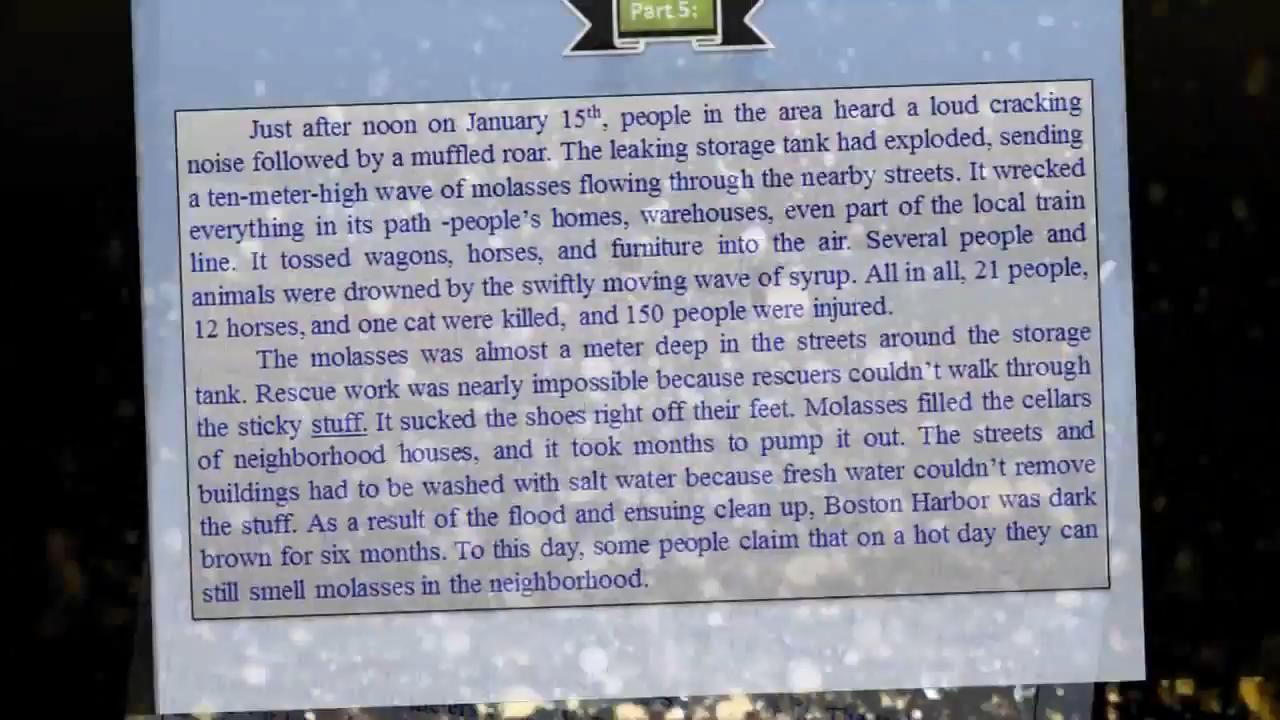 Part 5:
Just after noon on January 15th, people in the area heard a loud cracking
noise followed by a muffled roar. The leaking storage tank had exploded, sending
a ten-meter-high wave of molasses flowing through the nearby streets. It wrecked
everything in its path -people's homes, warehouses, even part of the local train
line. It tossed wagons, horses, and furniture into the air. Several people and
animals were drowned by the swiftly moving wave of syrup. All in all, 21 people,
12 horses, and one cat were killed, and 150 people were injured.
The molasses was almost a meter deep in the streets around the storage
tank. Rescue work was nearly impossible because rescuers couldn't walk through
the sticky stuff. It sucked the shoes right off their feet. Molasses filled the cellars
of neighborhood houses, and it took months to pump it out. The streets and
buildings had to be washed with salt water because fresh water couldn't remove
the stuff. As a result of the flood and ensuing clean up, Boston Harbor was dark
brown for six months. To this day, some people claim that on a hot day they can
still smell molasses in the neighborhood.